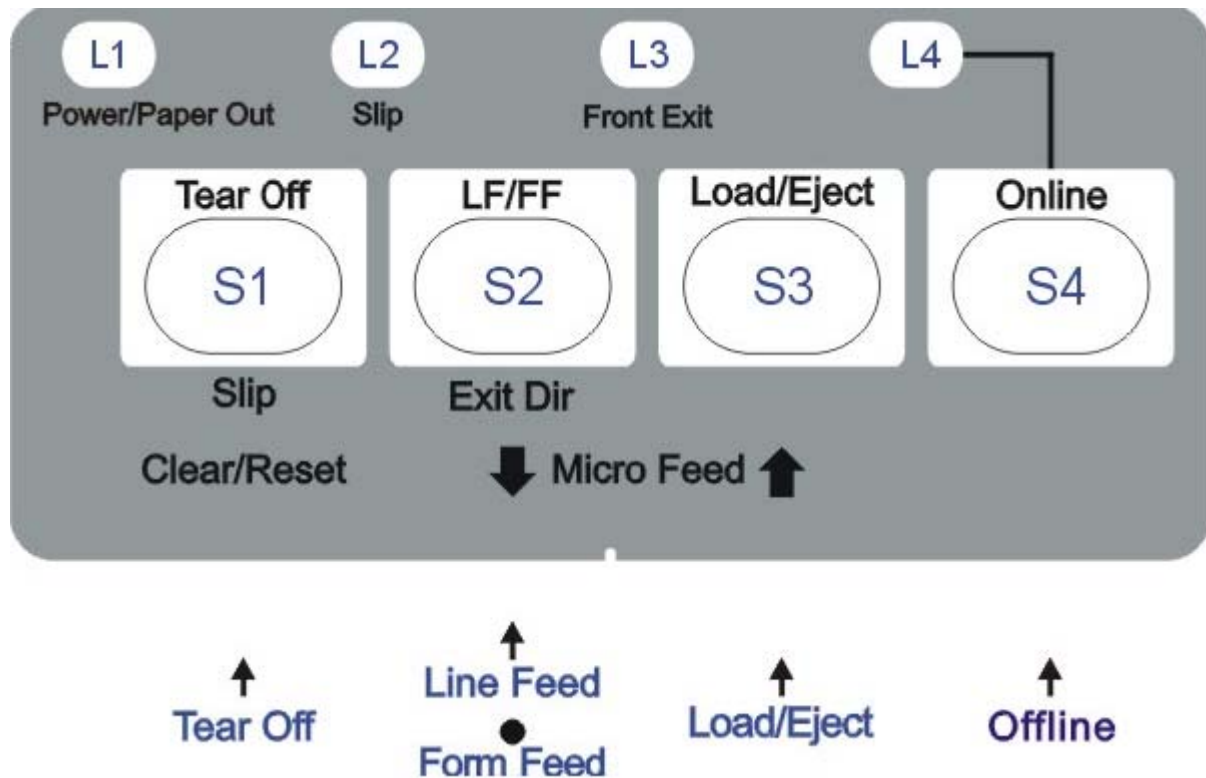 L1 L2 L3 L4
Power/Paper Out Slip Front Exit
Tear Off LF/FF Load/Eject Online
S1 S2 S3 S4
Slip Exit Dir
Clear/Reset Micro Feed
Line Feed
Tear Off Load/Eject Offline
Form Feed